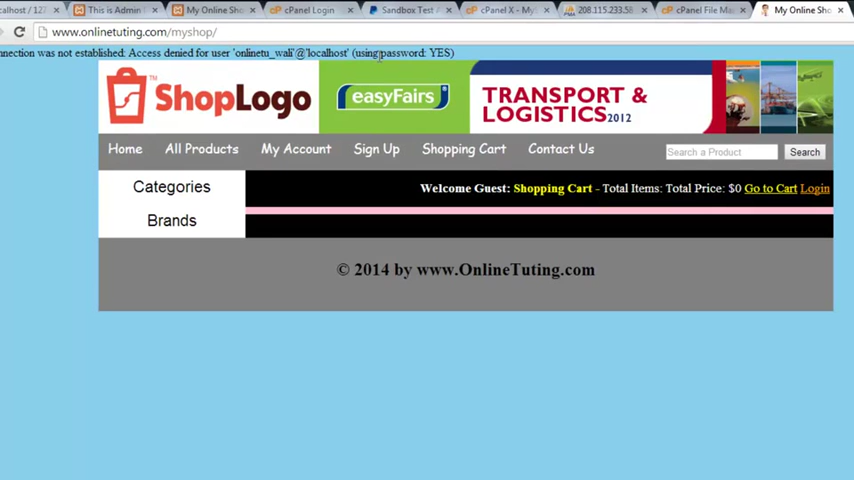 ocalhost / 127 This is Admin My Online Sho cPanel Login Sandbox Test A cPanel X - My 208.115.233.58 cPanel File Ma My Online Sho
www.onlinetuting.com/myshop/
nnection was not established: Access denied for user 'onlinetu_wali'@'localhost' (using password: YES)
ShopLogo easyFairs TRANSPORT &
LOGISTICS2012
Home All Products My Account Sign Up Shopping Cart Contact Us Search a Product Search
Categories
Welcome Guest: Shopping Cart - Total Items: Total Price: $0 Go to Cart Login
Brands
© 2014 by www.OnlineTuting.com